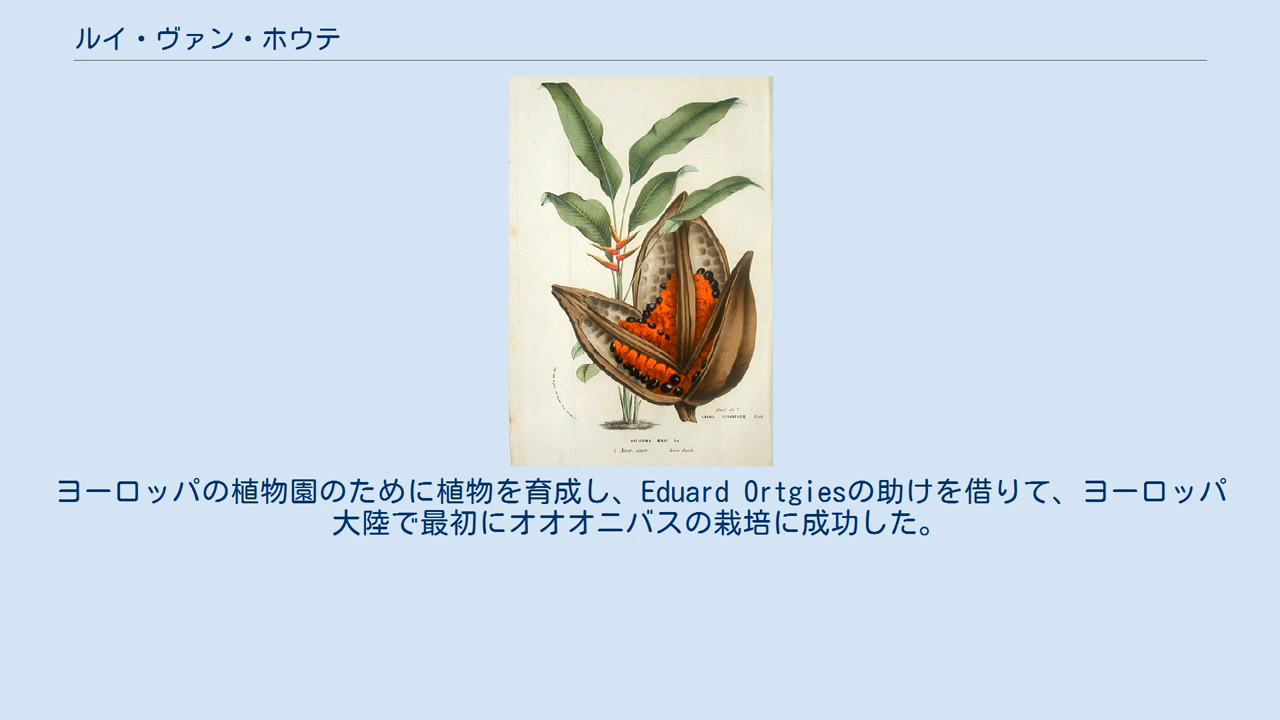 ルイ・ヴァン・ホウテ
ヨーロッパの植物園のために植物を育成し、Eduard Ortgiesの助けを借りて、ヨーロッパ
大陸で最初にオオオニバスの栽培に成功した。